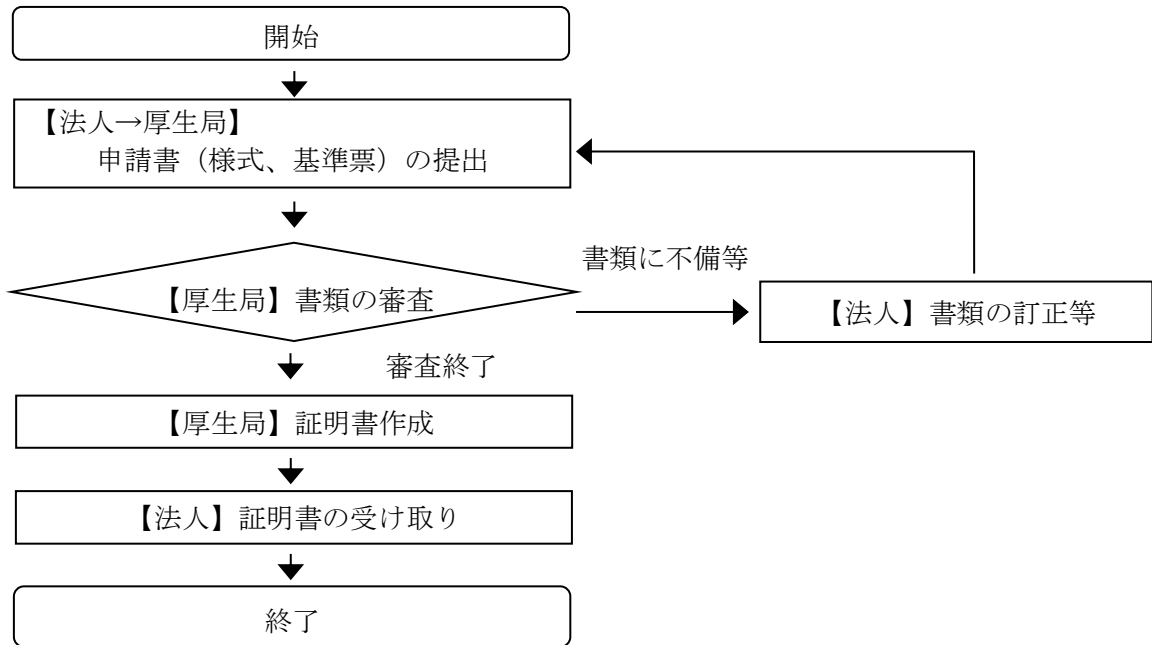 開始
【法人→厚生局】
申請書（様式、基準票）の提出
書類に不備等
【厚生局】書類の審査
【法人】書類の訂正等
審査終了
【厚生局】証明書作成
【法人】証明書の受け取り
終了